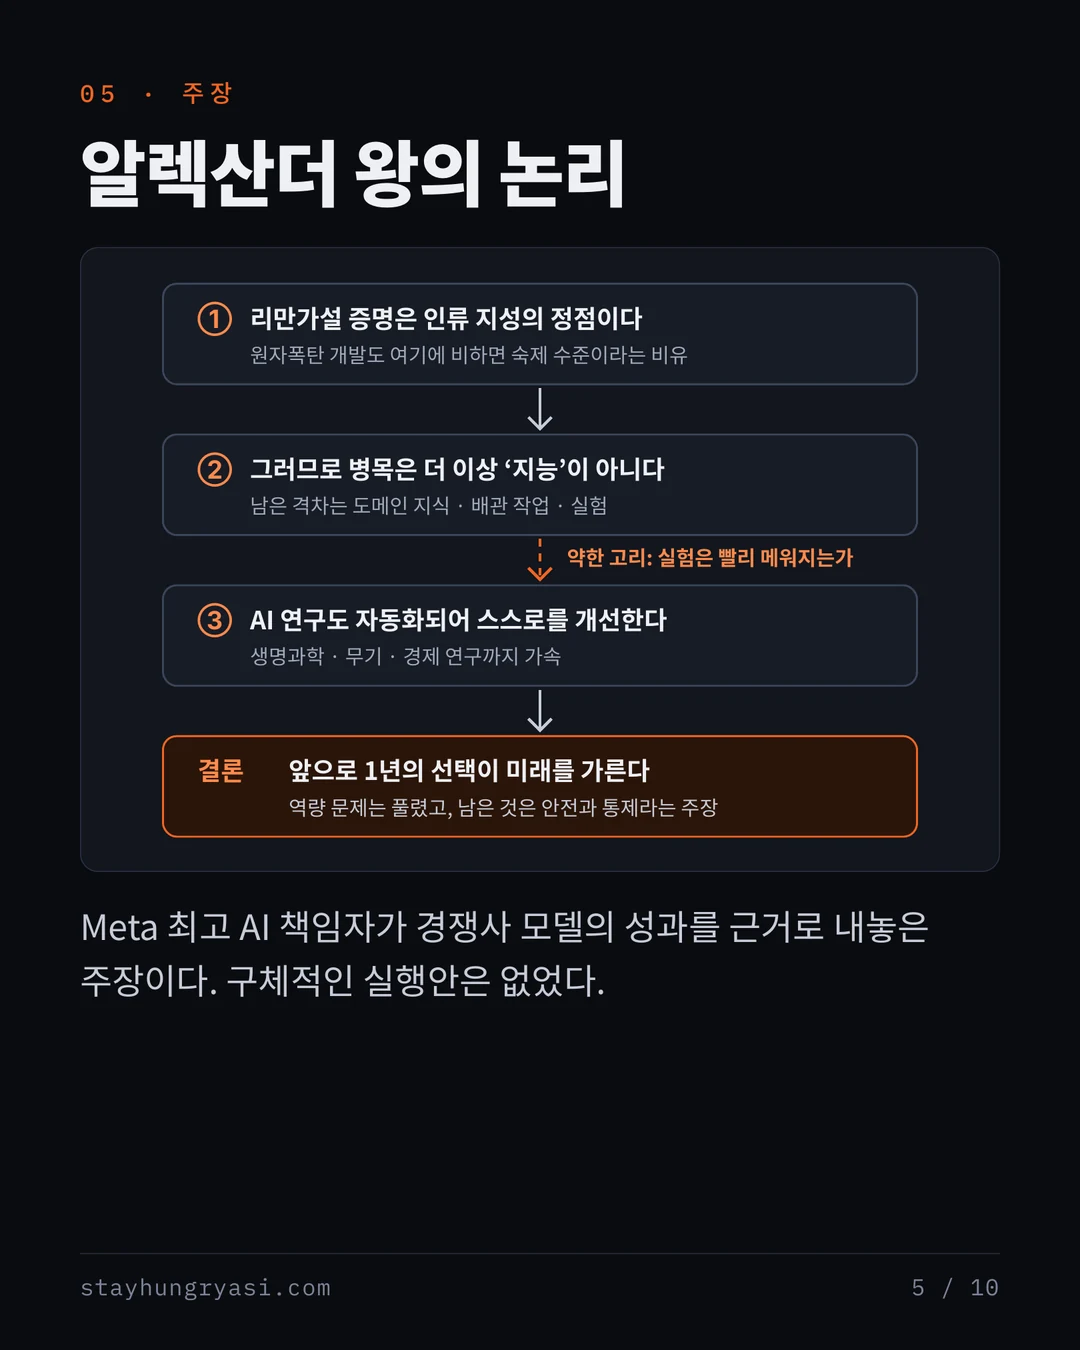 05 · 주장
알렉산더 왕의 논리
① 리만가설 증명은 인류 지성의 정점이다
원자폭탄 개발도 여기에 비하면 숙제 수준이라는 비유
② 그러므로 병목은 더 이상 ‘지능’이 아니다
남은 격차는 도메인 지식 · 배관 작업 · 실험
약한 고리: 실험은 빨리 메워지는가
③ AI 연구도 자동화되어 스스로를 개선한다
생명과학 · 무기 · 경제 연구까지 가속
결론 앞으로 1년의 선택이 미래를 가른다
역량 문제는 풀렸고, 남은 것은 안전과 통제라는 주장
Meta 최고 AI 책임자가 경쟁사 모델의 성과를 근거로 내놓은
주장이다. 구체적인 실행안은 없었다.
stayhungryasi.com
5 / 10